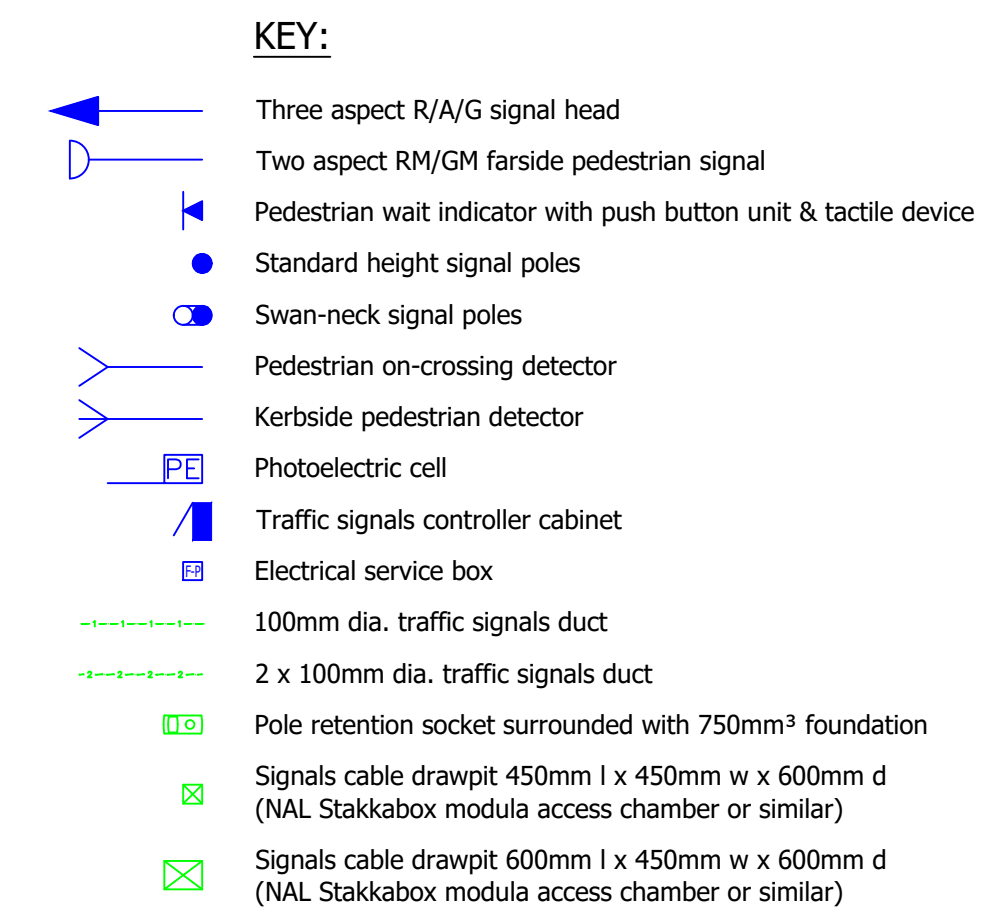 KEY:
Three aspect R/A/G signal head
Two aspect RM/GM farside pedestrian signal
Pedestrian wait indicator with push button unit & tactile device
Standard height signal poles
Swan-neck signal poles
Pedestrian on-crossing detector
Kerbside pedestrian detector
PE Photoelectric cell
Traffic signals controller cabinet
F-P Electrical service box
1 1 1 1 100mm dia. traffic signals duct
2 2 2 2 2 x 100mm dia. traffic signals duct
Pole retention socket surrounded with 750mm³ foundation
Signals cable drawpit 450mm l x 450mm w x 600mm d
(NAL Stakkabox modula access chamber or similar)
Signals cable drawpit 600mm l x 450mm w x 600mm d
(NAL Stakkabox modula access chamber or similar)